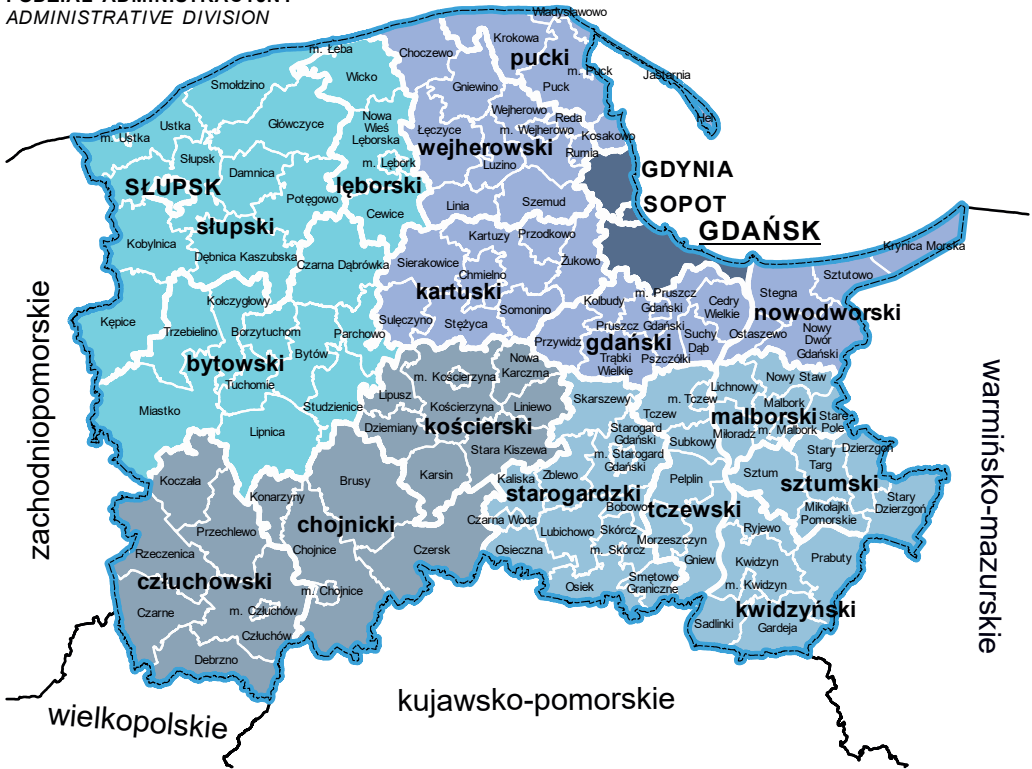 ADMINISTRATIVE DIVISION
Władysławowo
Krokowa
pucki
m. Łeba
Choczewo
Wicko
m. Puck
Jastarnia
Smołdzino
Gniewino
Puck
Hel
Główczyce
Nowa
Wieś
Lęborska
Wejherowo
Reda
Ustka
m. Ustka
Łęczyce
m. Wejherowo
Kosakowo
wejherowski
Rumia
Słupsk
Damnica
m. Lębork
Luzino
GDYNIA
SŁUPSK
lęborski
Potęgowo
Cewice
Linia
Szemud
SOPOT
słupski
GDAŃSK
Kobylnica
Kartuzy
Przodkowo
Krynica Morska
Dębnica Kaszubska
Czarna Dąbrówka
Sierakowice
Żukowo
Chmielno
Sztutowo
kartuski
Kołczygłowy
Kolbudy
m. Pruszcz
Gdański
Cedry
Wielkie
Stegna
Somonino
nowodworski
Kępice
Sulęczyno
Stężyca
Trzebielino
Borzytuchom
Parchowo
Pruszcz Gdański
Suchy
Dąb
Ostaszewo
Nowy
Dwór
Gdański
Przywidz
gdański
Bytów
bytowski
Nowa
Karczma
Trąbki
Wielkie
Pszczółki
Tuchomie
m. Kościerzyna
Nowy Staw
Lichnowy
Lipusz
Skarszewy
m. Tczew
Malbork
Miastko
Studzienice
Kościerzyna
Liniewo
Tczew
malborski
Stare
Pole
Lipnica
Dziemiany
kościerski
Starogard
Gdański
Subkowy
Miłoradz
m. Malbork
Stara Kiszewa
m. Starogard
Gdański
Stary
Targ
Dzierzgoń
Koczała
Brusy
Karsin
Kaliska
Zblewo
Pelplin
Sztum
sztumski
Konarzyny
starogardzki
Stary
Dzierzgoń
Bobowo
tczewski
Mikołajki
Pomorskie
chojnicki
Czarna Woda
Przechlewo
Lubichowo
Skórcz
Morzeszczyn
Ryjewo
Rzeczenica
Chojnice
Czersk
Osieczna
m. Skórcz
Gniew
Kwidzyn
Prabuty
człuchowski
m. Chojnice
Osiek
Smętowo
Graniczne
m. Kwidzyn
Czarne
m. Człuchów
kwidzyński
Człuchów
Sadlinki
Gardeja
Debrzno
zachodniopomorskie
warmińsko-mazurskie
kujawsko-pomorskie
wielkopolskie